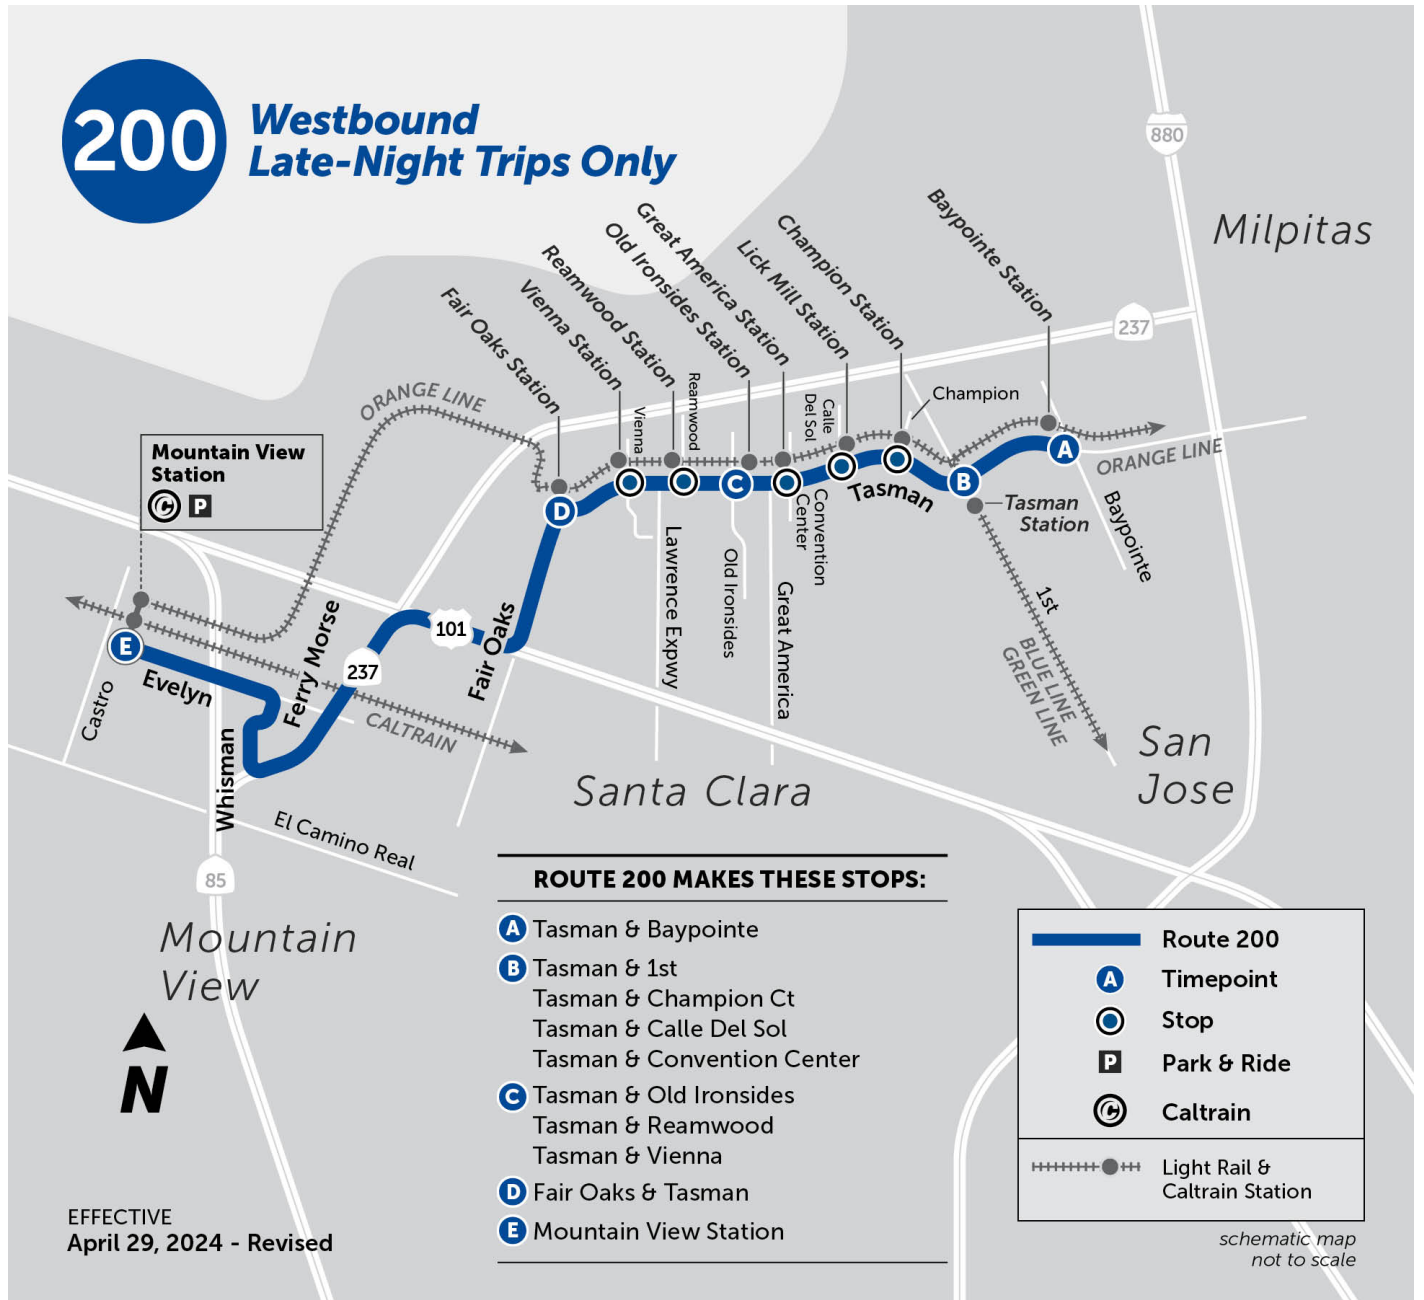 200
Westbound
Late-Night Trips Only
880
Milpitas
237
Baypointe Station
Champion Station
Lick Mill Station
Great America Station
Old Ironsides Station
Reamwood Station
Vienna Station
Fair Oaks Station
ORANGE LINE
Mountain View
Station
C
P
Vienna
Reamwood
Calle
Del Sol
Champion
A
B
C
D
E
ORANGE LINE
Tasman
Tasman
Station
Baypointe
Convention
Center
Lawrence Expwy
Old Ironsides
Great America
1st
BLUE LINE
GREEN LINE
101
237
Fair Oaks
Ferry Morse
Evelyn
Castro
CALTRAIN
Whisman
El Camino Real
85
Santa Clara
San
Jose
Mountain
View
N
ROUTE 200 MAKES THESE STOPS:
A Tasman & Baypointe
B Tasman & 1st
Tasman & Champion Ct
Tasman & Calle Del Sol
Tasman & Convention Center
C Tasman & Old Ironsides
Tasman & Reamwood
Tasman & Vienna
D Fair Oaks & Tasman
E Mountain View Station
Route 200
A Timepoint
Stop
P Park & Ride
C Caltrain
Light Rail &
Caltrain Station
schematic map
not to scale
EFFECTIVE
April 29, 2024 - Revised